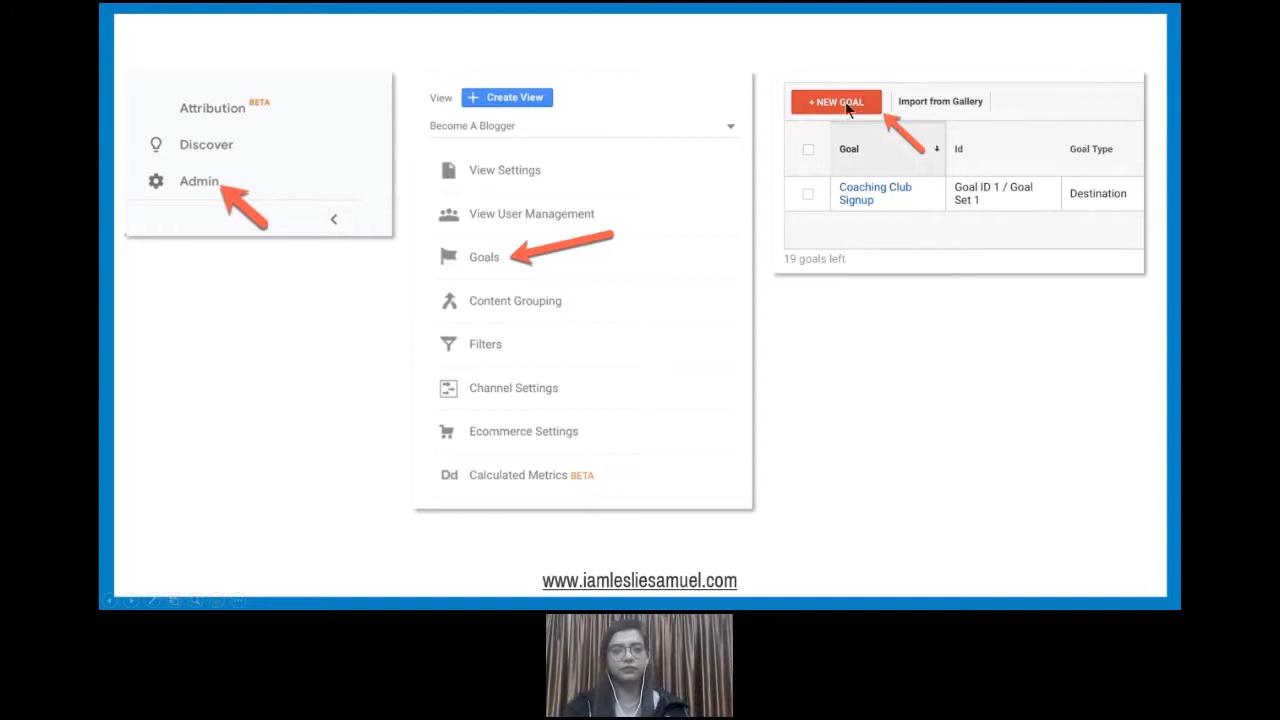 Attribution BETA
Discover
Admin
View + Create View
Become A Blogger
View Settings
View User Management
Goals
Content Grouping
Filters
Channel Settings
Ecommerce Settings
Dd Calculated Metrics BETA
+ NEW GOAL Import from Gallery
Goal Id Goal Type
Coaching Club Goal ID 1 / Goal Destination
Signup Set 1
19 goals left
www.iamlesliesamuel.com